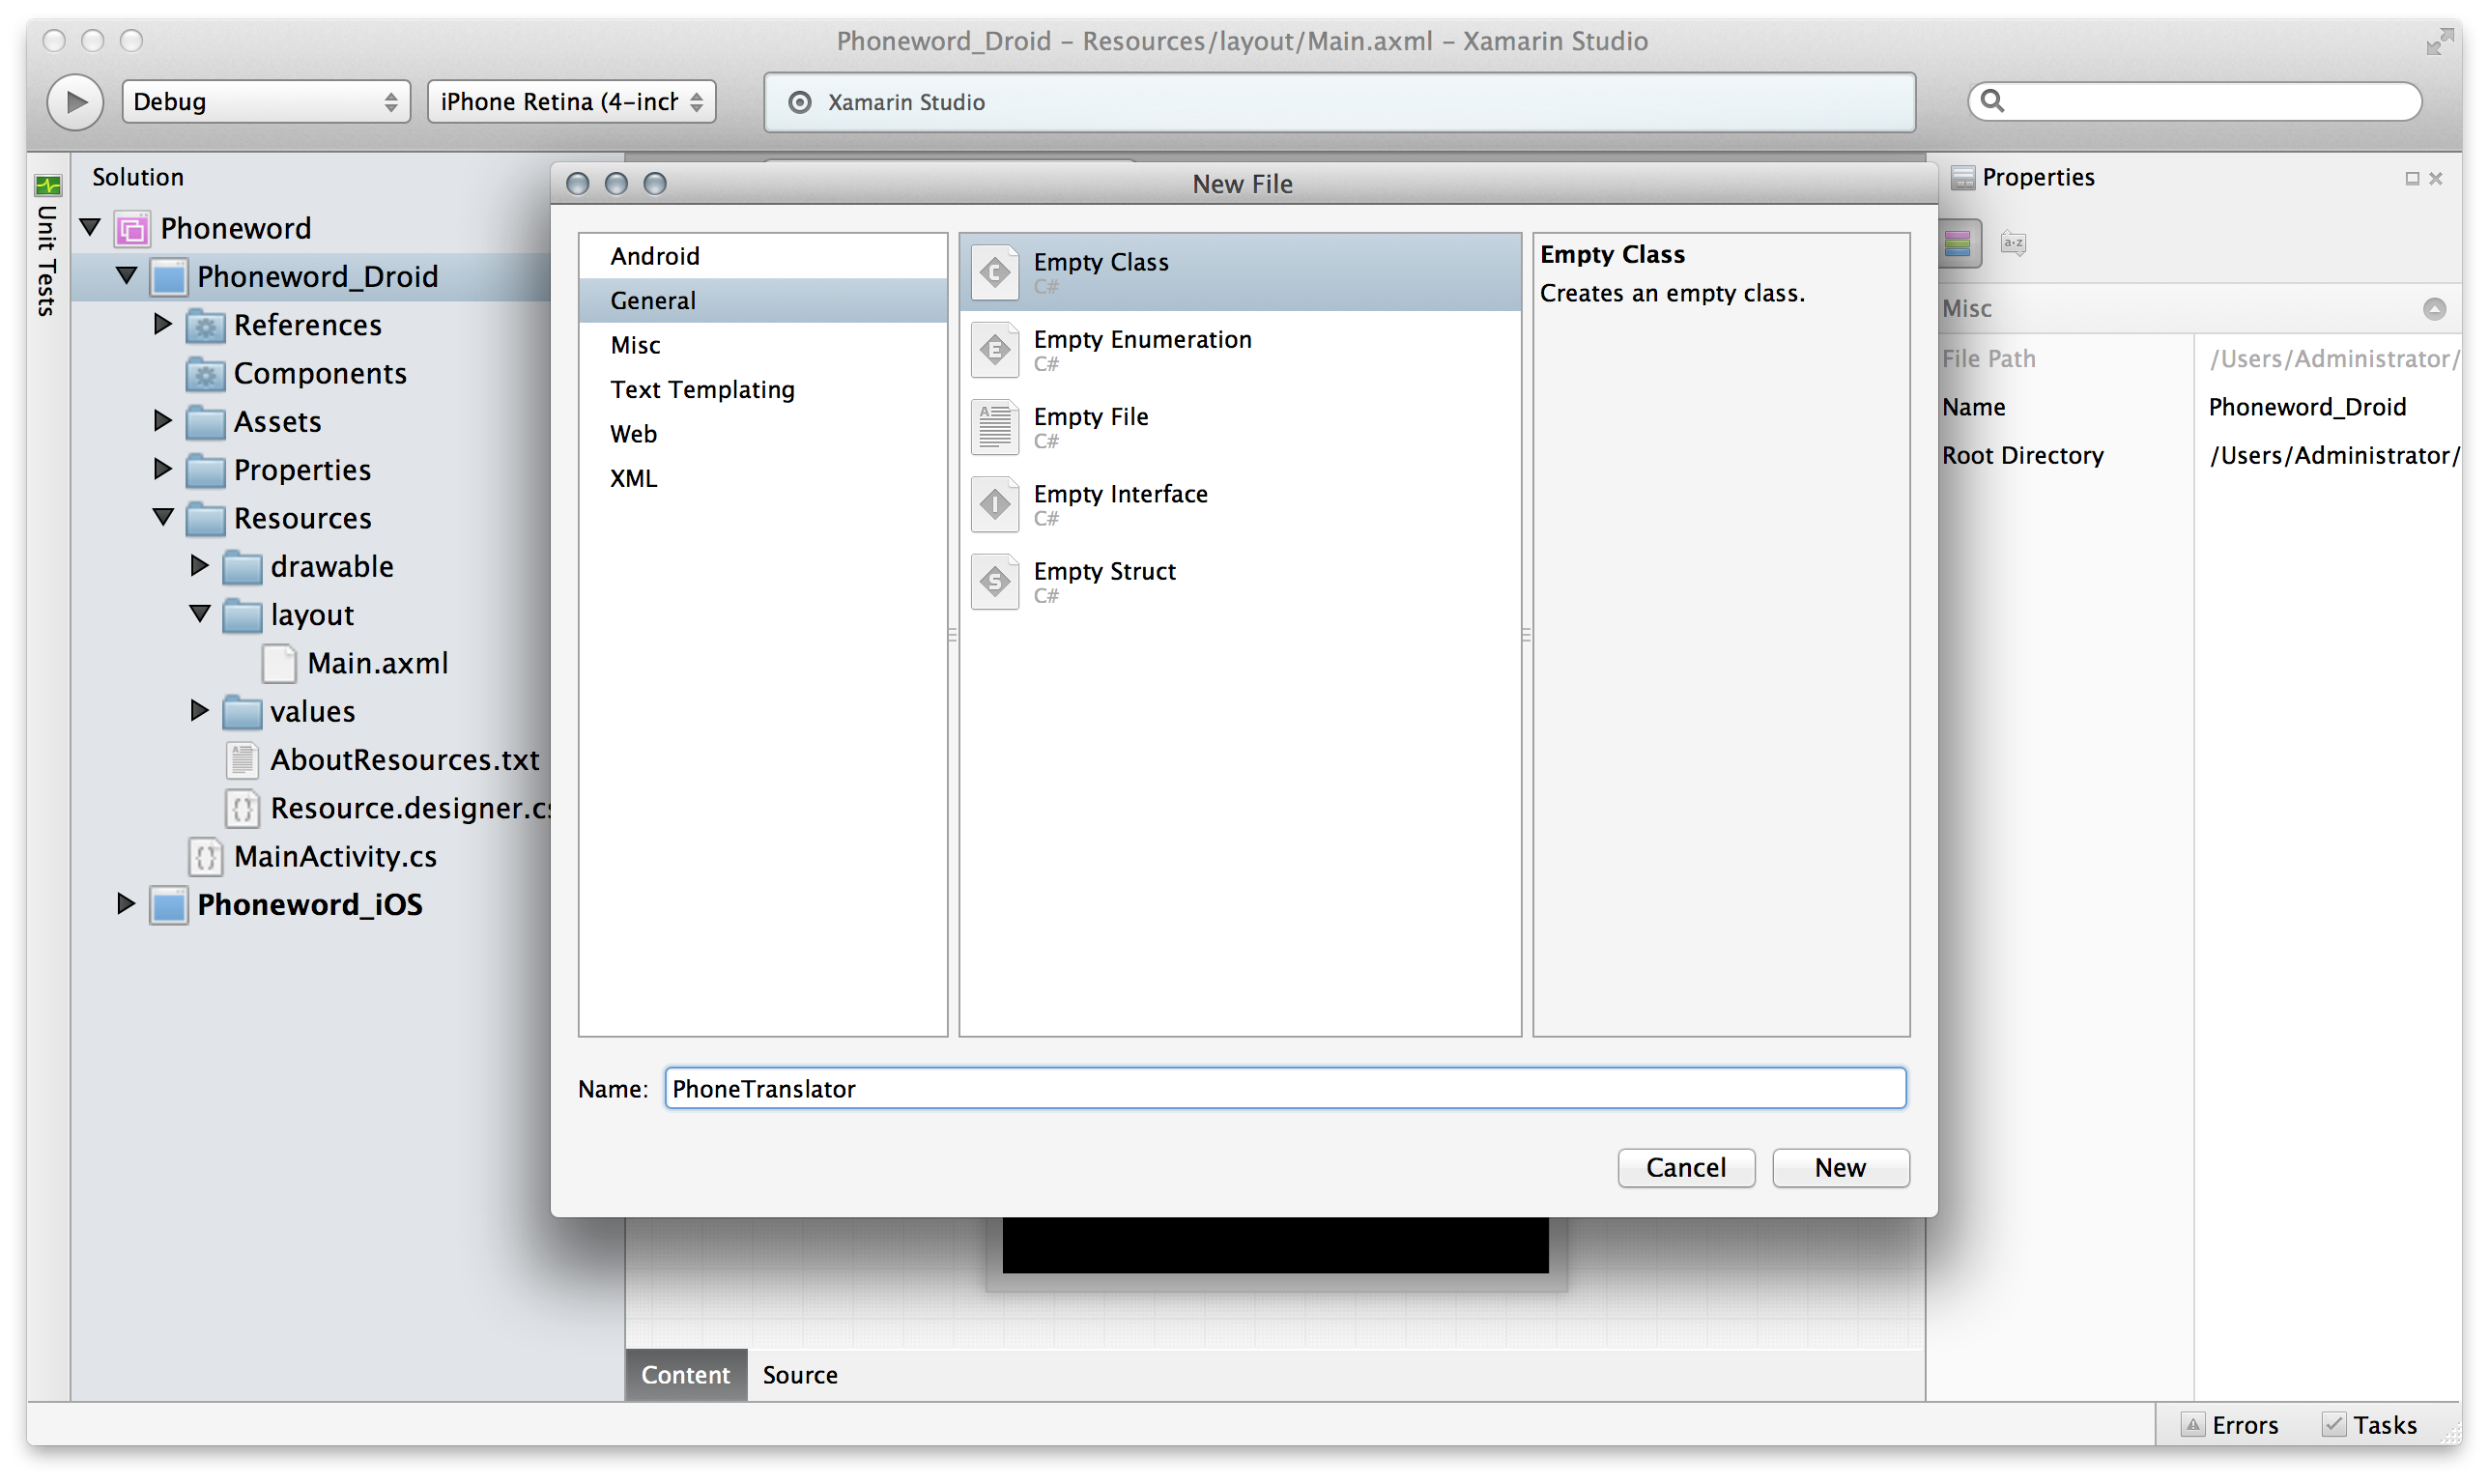 Phoneword_Droid – Resources/layout/Main.axml – Xamarin Studio
Debug
iPhone Retina (4-inch
Xamarin Studio
Unit Tests
Solution
Phoneword
Phoneword_Droid
References
Components
Assets
Properties
Resources
drawable
layout
Main.axml
values
AboutResources.txt
Resource.designer.cs
MainActivity.cs
Phoneword_iOS
New File
Android
General
Misc
Text Templating
Web
XML
C
Empty Class
C#
E
Empty Enumeration
C#
A
Empty File
C#
I
Empty Interface
C#
S
Empty Struct
C#
Empty Class
Creates an empty class.
Name: PhoneTranslator
Cancel New
Properties
a-z
Misc
File Path /Users/Administrator/
Name Phoneword_Droid
Root Directory /Users/Administrator/
Content Source
Errors Tasks